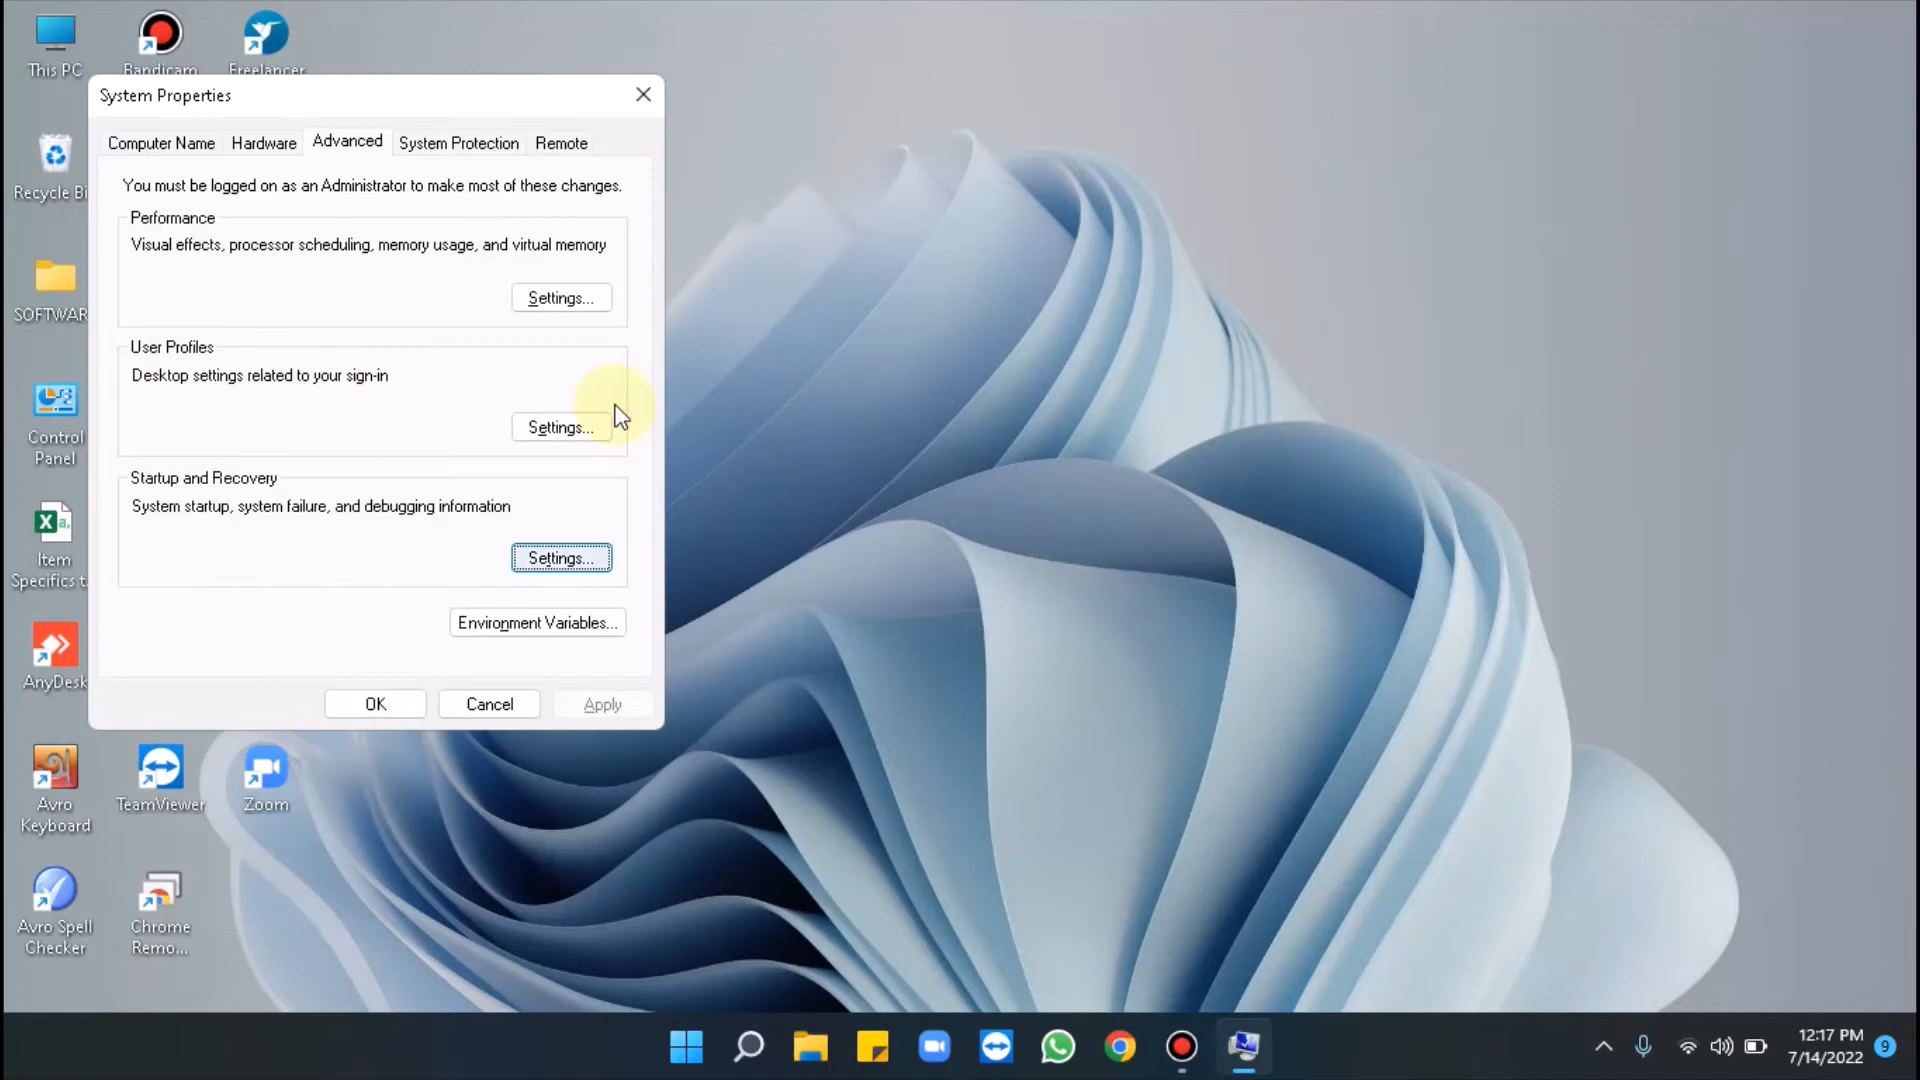 This PC
Bandicam
Freelancer
System Properties
Computer Name
Hardware
Advanced
System Protection
Remote
You must be logged on as an Administrator to make most of these changes.
Performance
Visual effects, processor scheduling, memory usage, and virtual memory
Settings...
User Profiles
Desktop settings related to your sign-in
Settings...
Startup and Recovery
System startup, system failure, and debugging information
Settings...
Environment Variables...
OK
Cancel
Apply
Recycle Bi
SOFTWAR
Control
Panel
Item
Specifics t
AnyDesk
Avro
Keyboard
TeamViewer
Zoom
Avro Spell
Checker
Chrome
Remo...
12:17 PM
7/14/2022
9